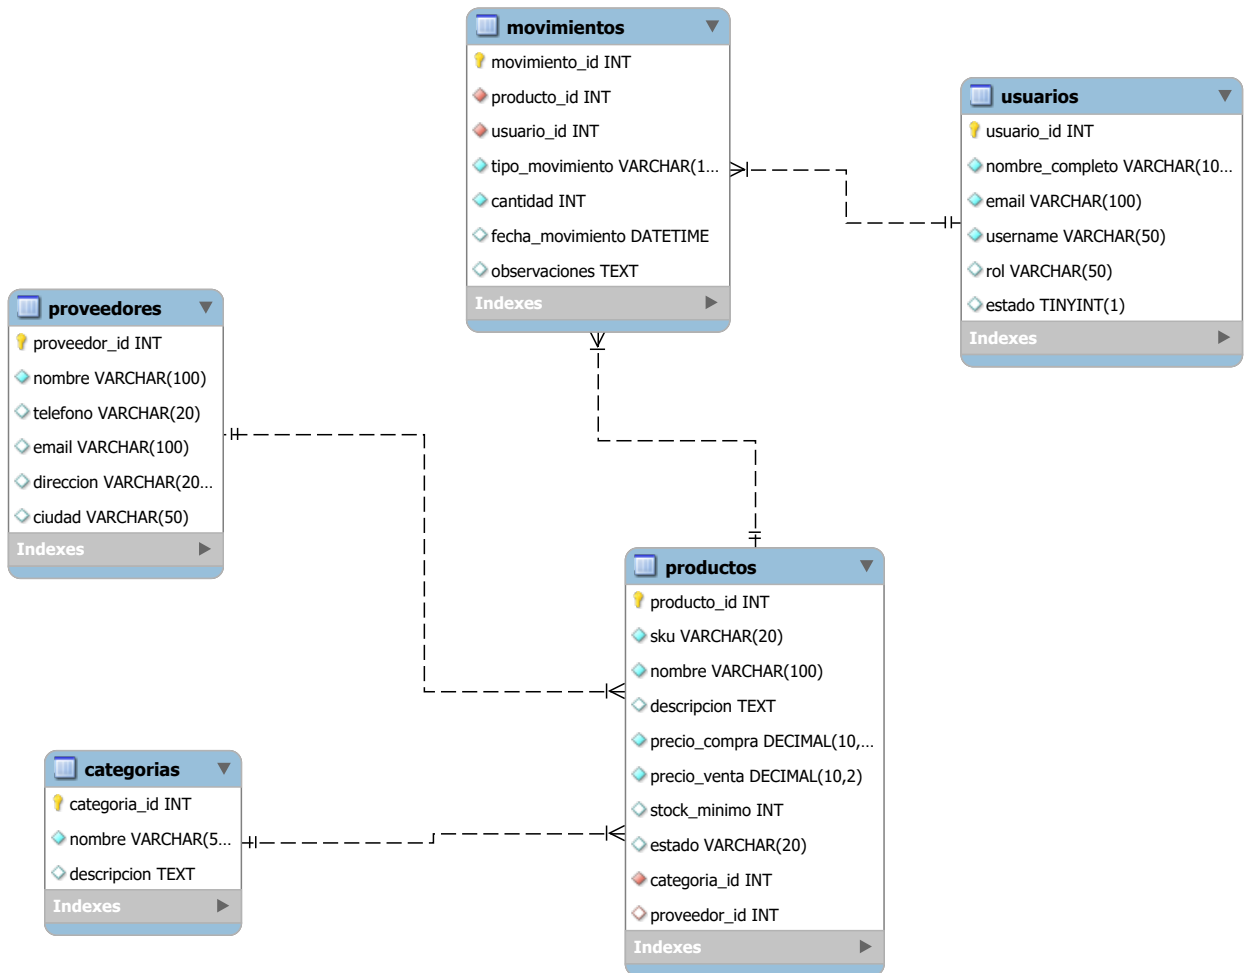 movimientos
movimiento_id INT
producto_id INT
usuario_id INT
tipo_movimiento VARCHAR(1...
cantidad INT
fecha_movimiento DATETIME
observaciones TEXT
Indexes
usuarios
usuario_id INT
nombre_completo VARCHAR(10...
email VARCHAR(100)
username VARCHAR(50)
rol VARCHAR(50)
estado TINYINT(1)
Indexes
proveedores
proveedor_id INT
nombre VARCHAR(100)
telefono VARCHAR(20)
email VARCHAR(100)
direccion VARCHAR(20...
ciudad VARCHAR(50)
Indexes
productos
producto_id INT
sku VARCHAR(20)
nombre VARCHAR(100)
descripcion TEXT
precio_compra DECIMAL(10,...
precio_venta DECIMAL(10,2)
stock_minimo INT
estado VARCHAR(20)
categoria_id INT
proveedor_id INT
Indexes
categorias
categoria_id INT
nombre VARCHAR(5...
descripcion TEXT
Indexes